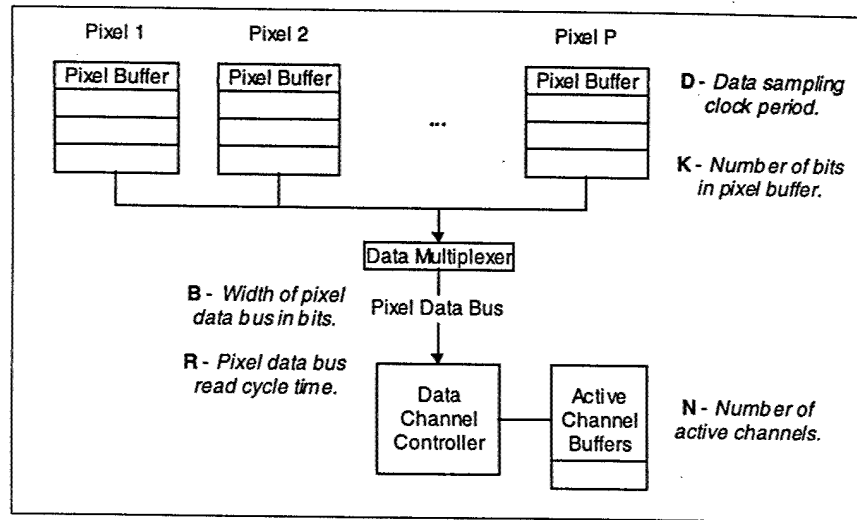 Pixel 1
Pixel 2
Pixel P
Pixel Buffer
Pixel Buffer
Pixel Buffer
...
D - Data sampling
clock period.
K - Number of bits
in pixel buffer.
Data Multiplexer
B - Width of pixel
data bus in bits.
Pixel Data Bus
R - Pixel data bus
read cycle time.
Data
Channel
Controller
Active
Channel
Buffers
N - Number of
active channels.